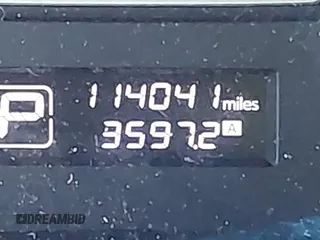 114041 miles
P
3597.2 A
DREAMBID